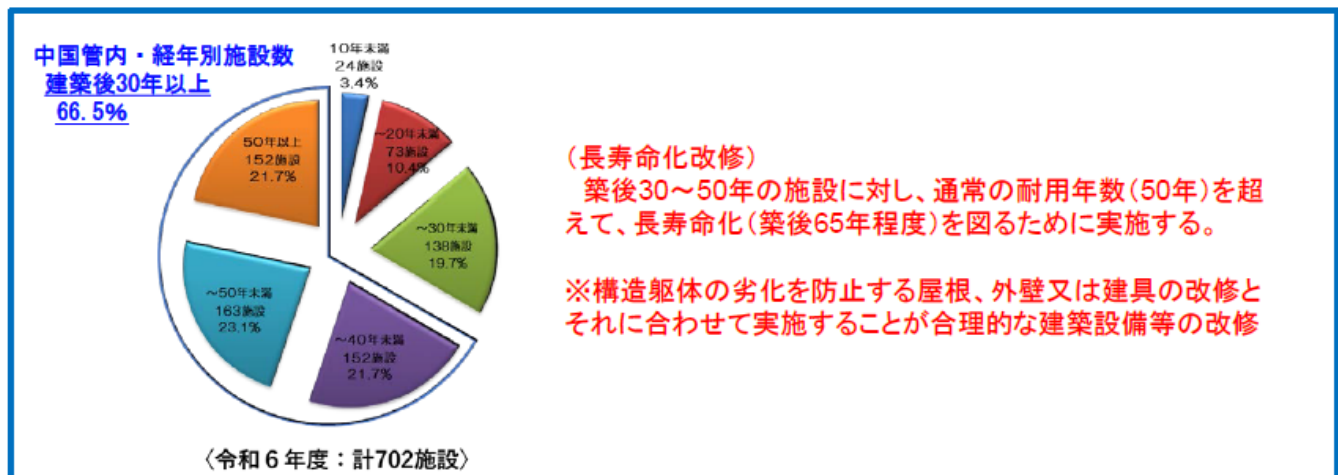 中国管内・経年別施設数
建築後30年以上
66.5%
10年未満
24施設
3.4%
~20年未満
73施設
10.4%
~30年未満
138施設
19.7%
~40年未満
152施設
21.7%
~50年未満
163施設
23.1%
50年以上
152施設
21.7%
〈令和6年度:計702施設〉
(長寿命化改修)
築後30~50年の施設に対し、通常の耐用年数(50年)を超
えて、長寿命化(築後65年程度)を図るために実施する。
※構造躯体の劣化を防止する屋根、外壁又は建具の改修と
それに合わせて実施することが合理的な建築設備等の改修